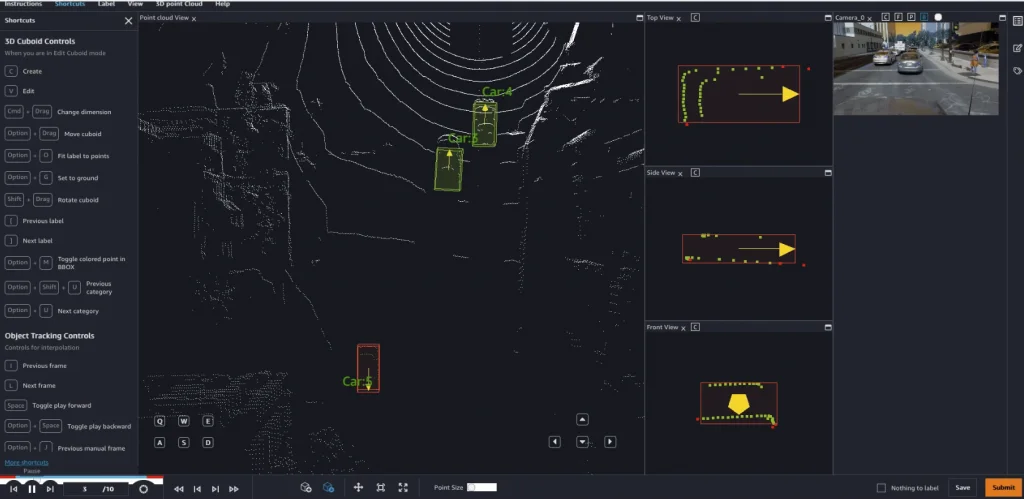 Instructions Shortcuts Label View 3D point Cloud Help
Shortcuts
3D Cuboid Controls
When you are in Edit Cuboid mode
C Create
V Edit
Cmd + Drag Change dimension
Option + Drag Move cuboid
Option + O Fit label to points
Option + G Set to ground
Shift + Drag Rotate cuboid
[ Previous label
] Next label
Option + M Toggle colored point in
BBOX
Option + Shift + U Previous
category
Option + U Next category
Object Tracking Controls
Controls for interpolation
Previous frame
L Next frame
Space Toggle play forward
Option + Space Toggle play backward
Option + Previous manual frame
More shortcuts
Pause
Point cloud View
Car:4
Car:3
Car:5
Q W E
A S D
Top View C
Side View C
Front View C
Camera_0 C F P
3 /10
Point Size
Nothing to label
Save
Submit